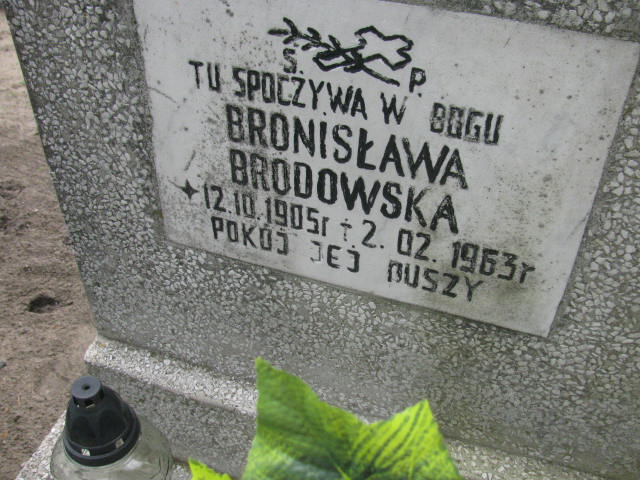 Ś. P.
TU SPOCZYWA W BOGU
BRONISŁAWA
BRODOWSKA
12.10.1905r † 2.02.1963r
POKÓJ JEJ DUSZY